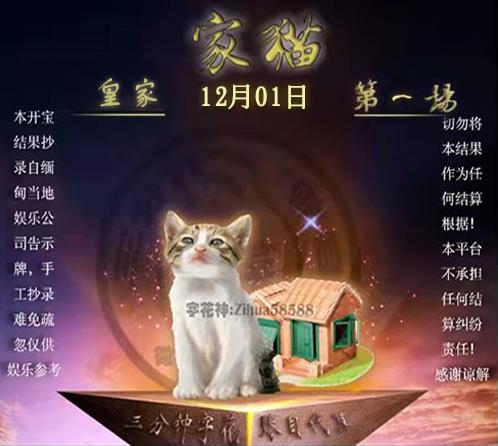 家猫
皇家
12月01日
第一场
本开宝
结果抄
录自缅
甸当地
娱乐公
司告示
牌，手
工抄录
难免疏
忽仅供
娱乐参考
切勿将
本结果
作为任
何结算
根据！
本平台
不承担
任何结
算纠纷
责任！
感谢谅解
字花神:Zihua58588
三分钟字花 账目代算